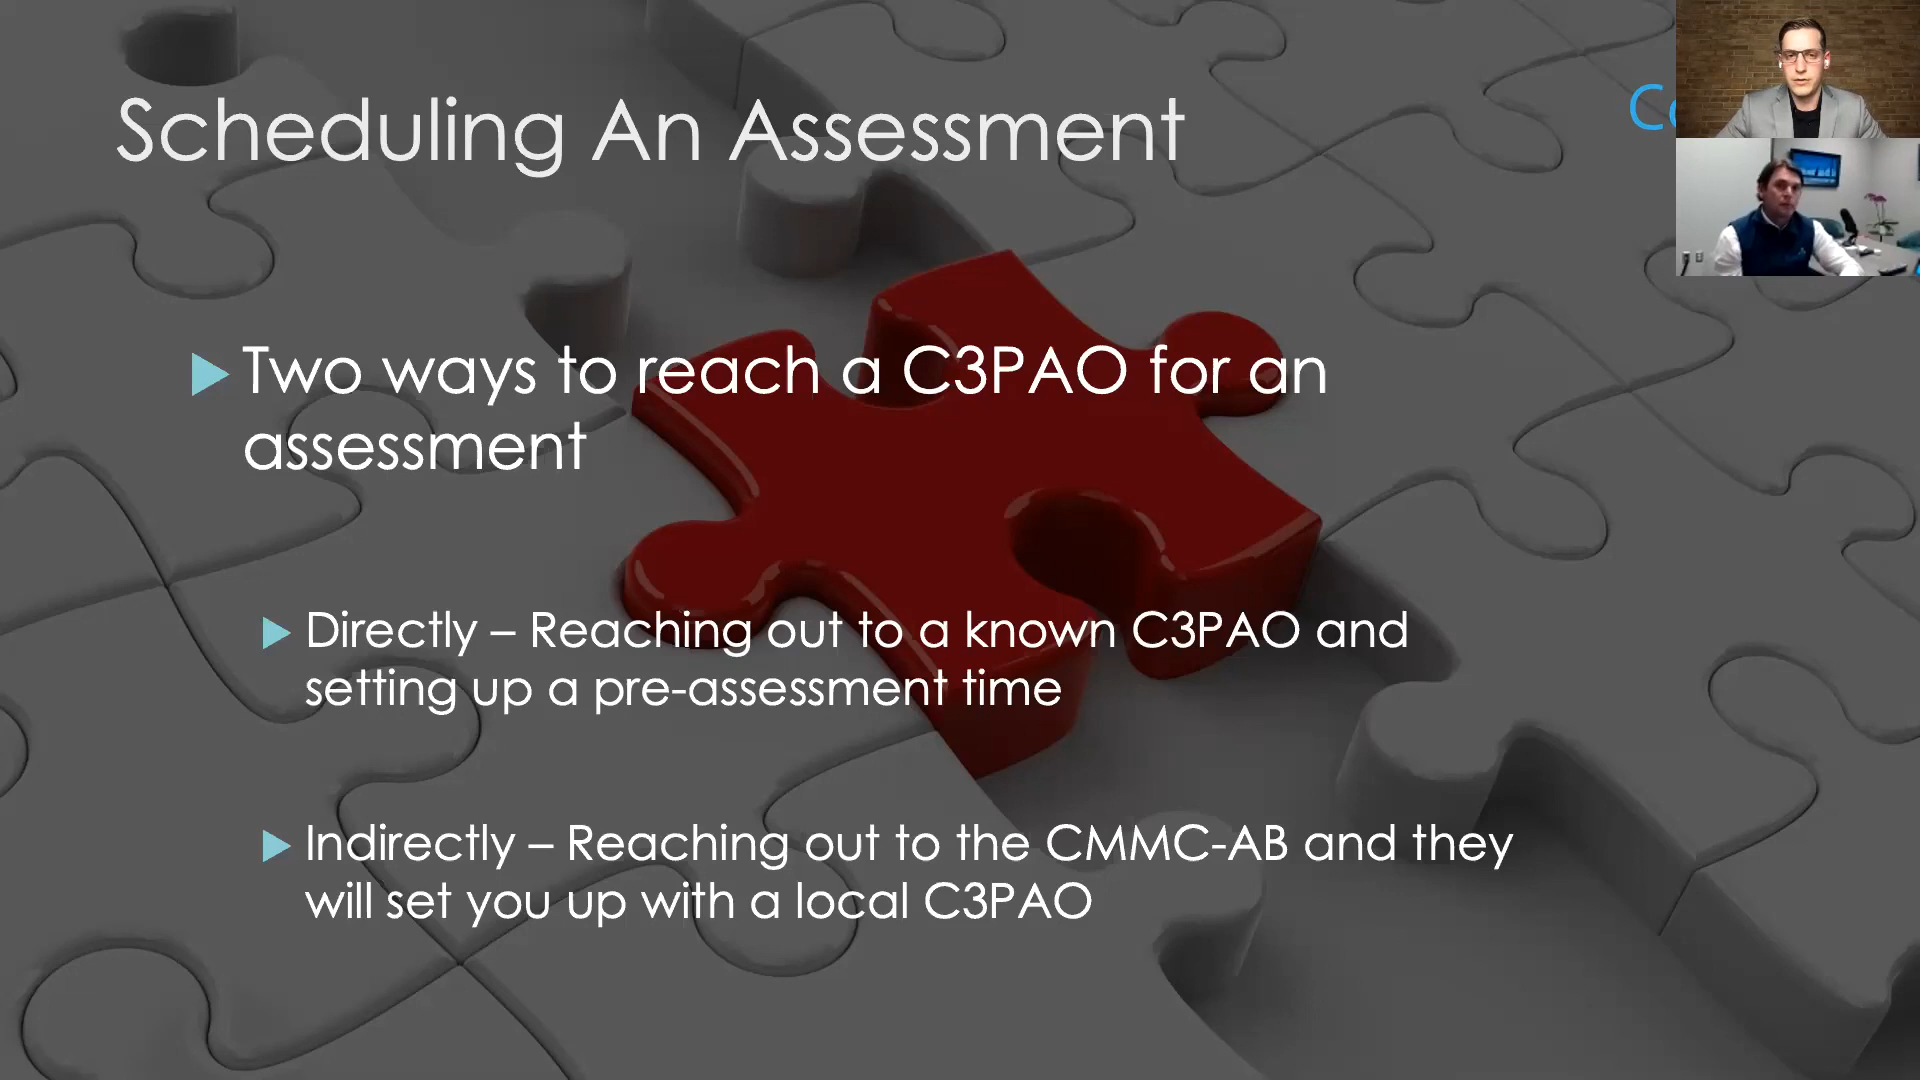 Scheduling An Assessment
Two ways to reach a C3PAO for an
assessment
Directly – Reaching out to a known C3PAO and
setting up a pre-assessment time
Indirectly – Reaching out to the CMMC-AB and they
will set you up with a local C3PAO